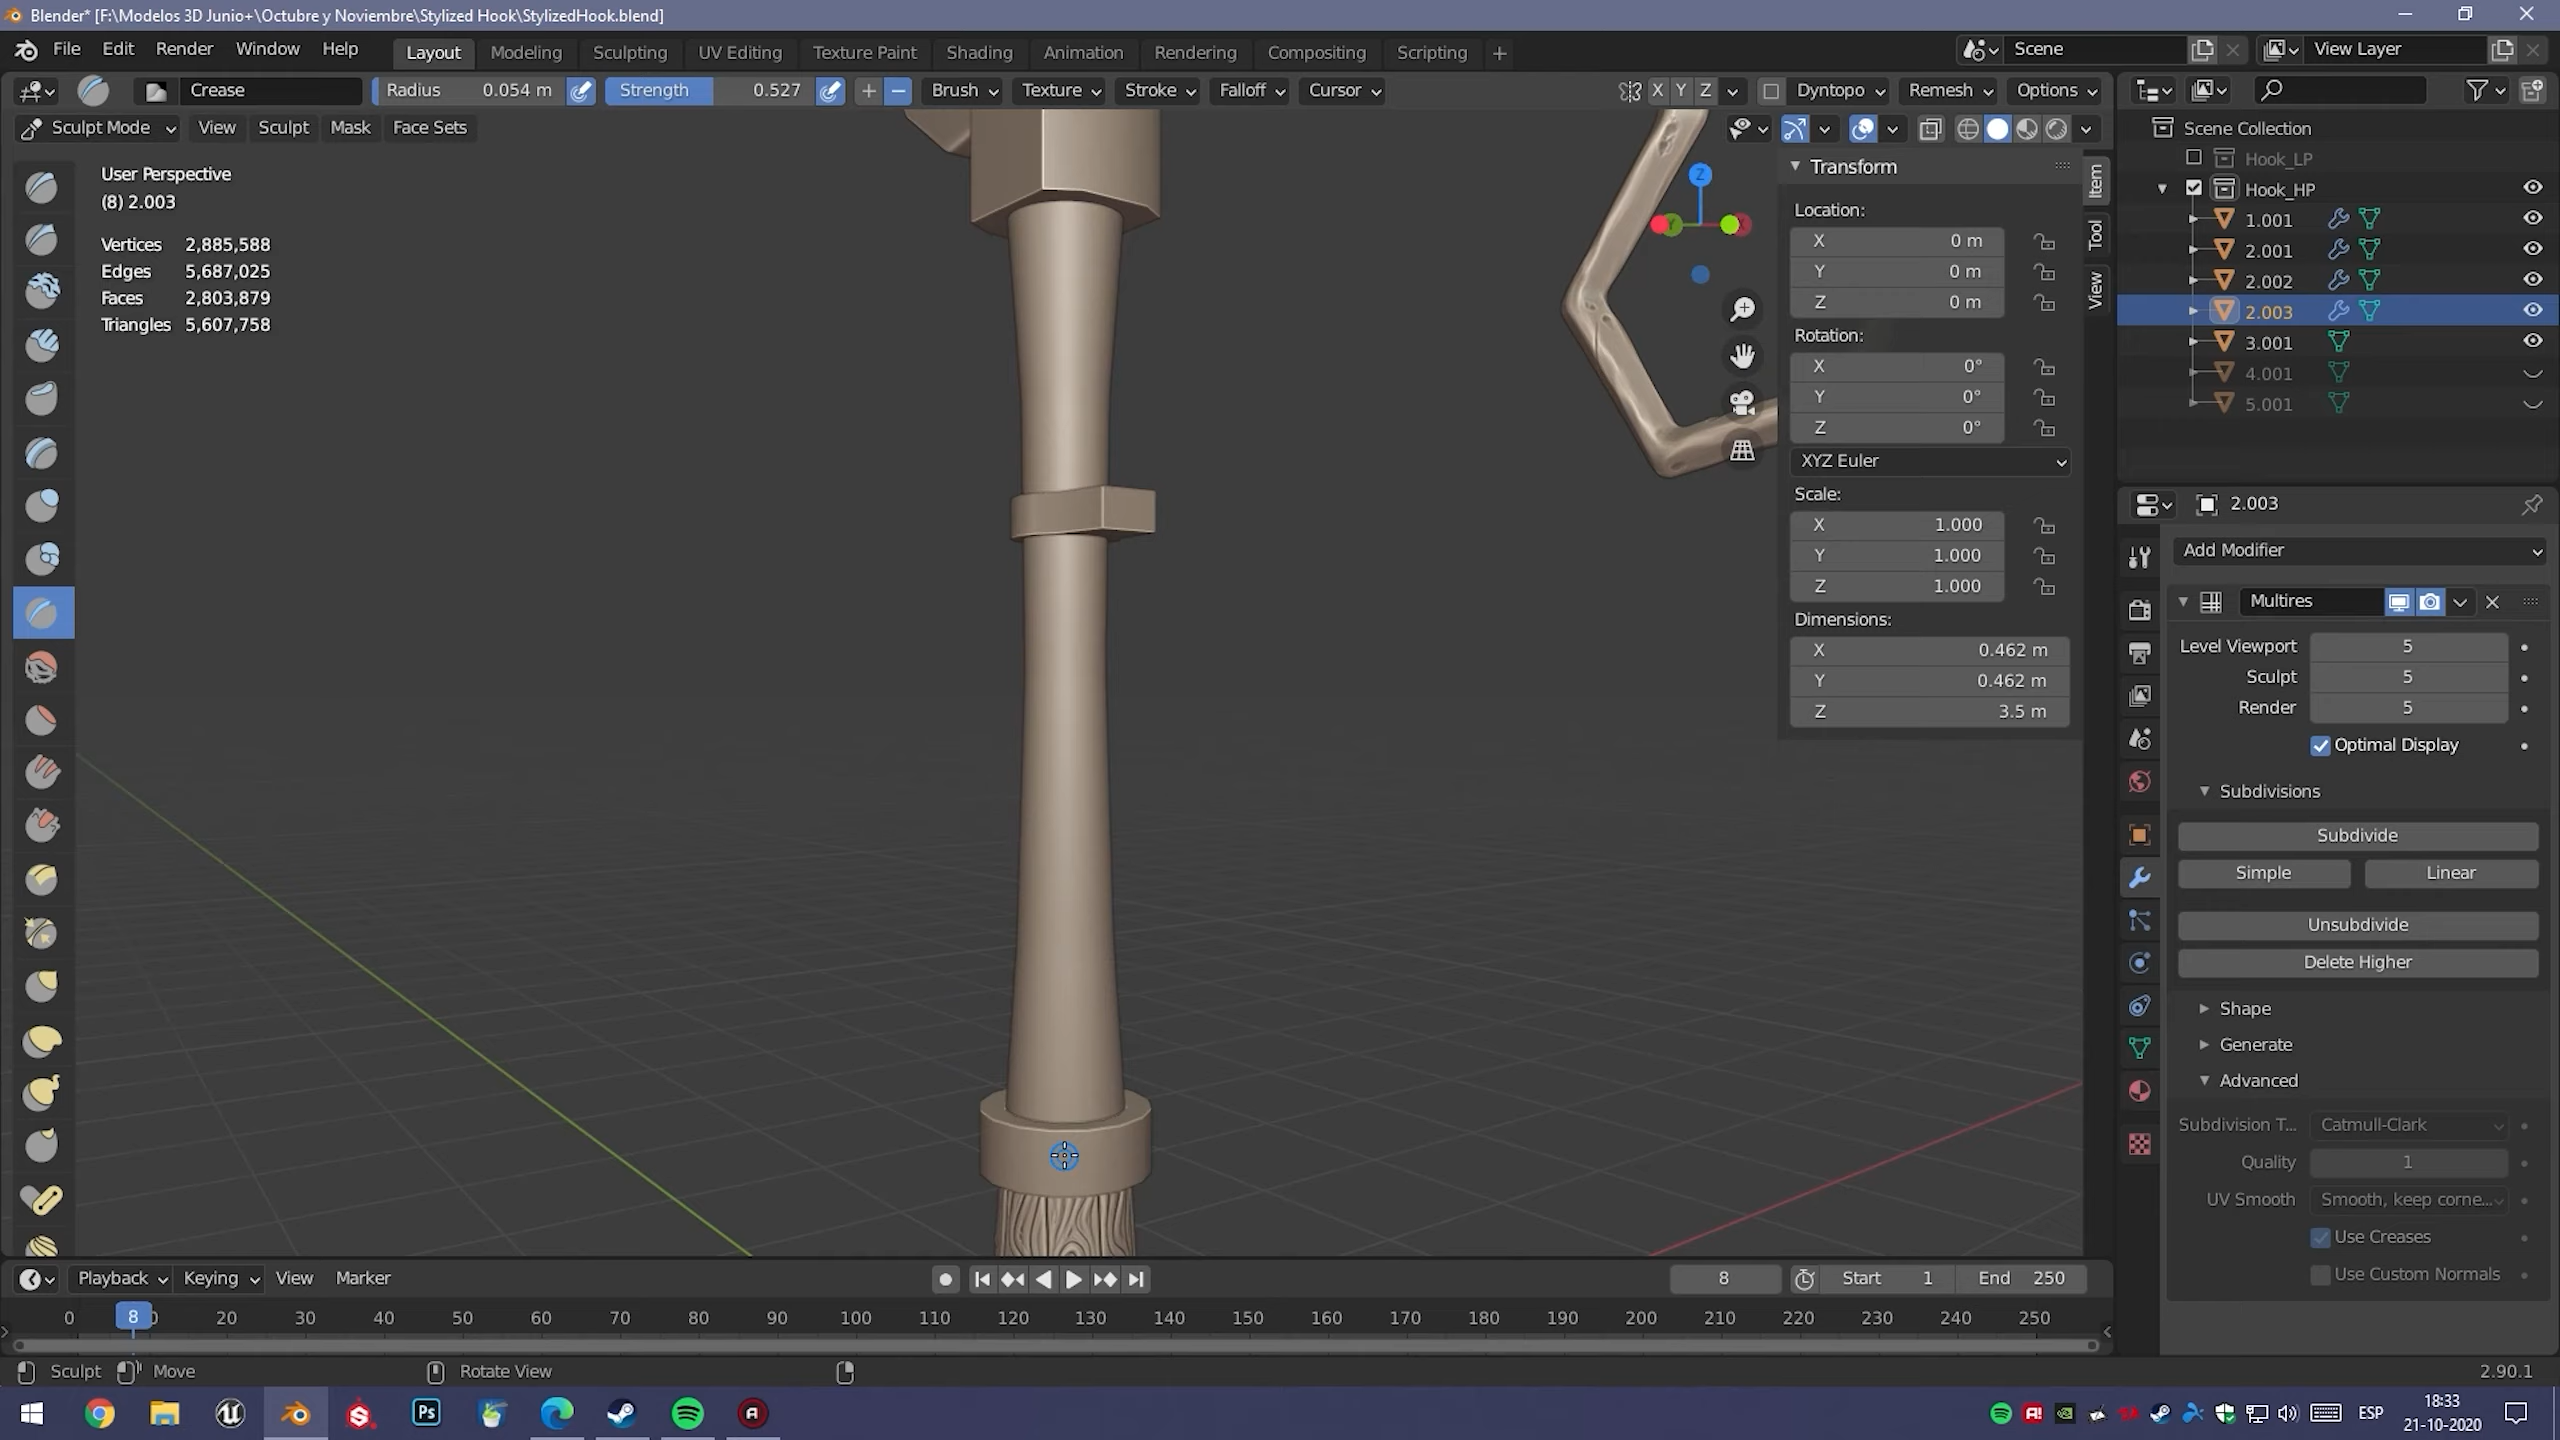 Blender* [F:\Modelos 3D Junio+\Octubre y Noviembre\Stylized Hook\StylizedHook.blend]
File Edit Render Window Help Layout Modeling Sculpting UV Editing Texture Paint Shading Animation Rendering Compositing Scripting + Scene View Layer
Crease Radius 0.054 m Strength 0.527 Brush Texture Stroke Falloff Cursor X Y Z Dyntopo Remesh Options
Sculpt Mode View Sculpt Mask Face Sets
User Perspective
(8) 2.003
Vertices 2,885,588
Edges 5,687,025
Faces 2,803,879
Triangles 5,607,758
Z
Y
X
Transform
Location:
X 0 m
Y 0 m
Z 0 m
Rotation:
X 0°
Y 0°
Z 0°
XYZ Euler
Scale:
X 1.000
Y 1.000
Z 1.000
Dimensions:
X 0.462 m
Y 0.462 m
Z 3.5 m
Item
Tool
View
Scene Collection
Hook_LP
Hook_HP
1.001
2.001
2.002
2.003
3.001
4.001
5.001
2.003
Add Modifier
Multires
Level Viewport 5
Sculpt 5
Render 5
Optimal Display
Subdivisions
Subdivide
Simple Linear
Unsubdivide
Delete Higher
Shape
Generate
Advanced
Subdivision T... Catmull-Clark
Quality 1
UV Smooth Smooth, keep corne...
Use Creases
Use Custom Normals
Playback Keying View Marker 8 Start 1 End 250
0 8 20 30 40 50 60 70 80 90 100 110 120 130 140 150 160 170 180 190 200 210 220 230 240 250
Sculpt Move Rotate View 2.90.1
Ps
ESP
18:33
21-10-2020